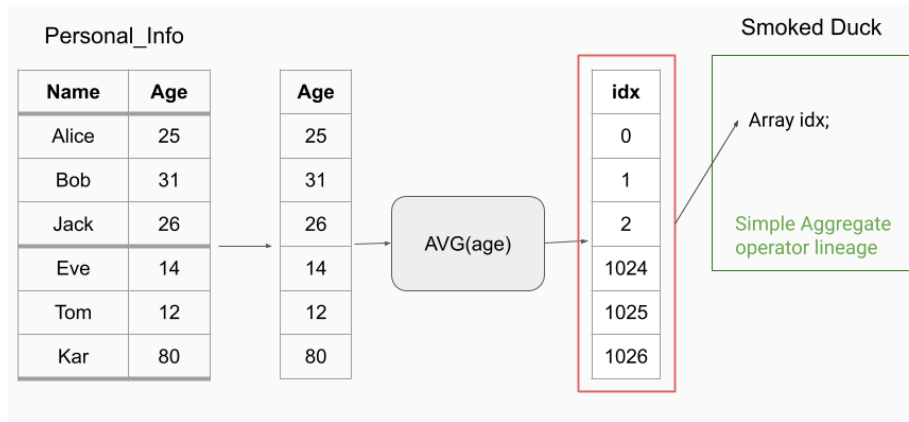 Personal_Info
Smoked Duck
Name Age
Alice 25
Bob 31
Jack 26
Eve 14
Tom 12
Kar 80
Age
25
31
26
14
12
80
AVG(age)
idx
0
1
2
1024
1025
1026
Array idx;
Simple Aggregate
operator lineage